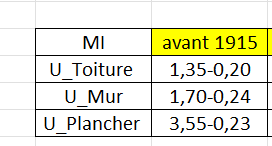 MI avant 1915
U_Toiture 1,35-0,20
U_Mur 1,70-0,24
U_Plancher 3,55-0,23